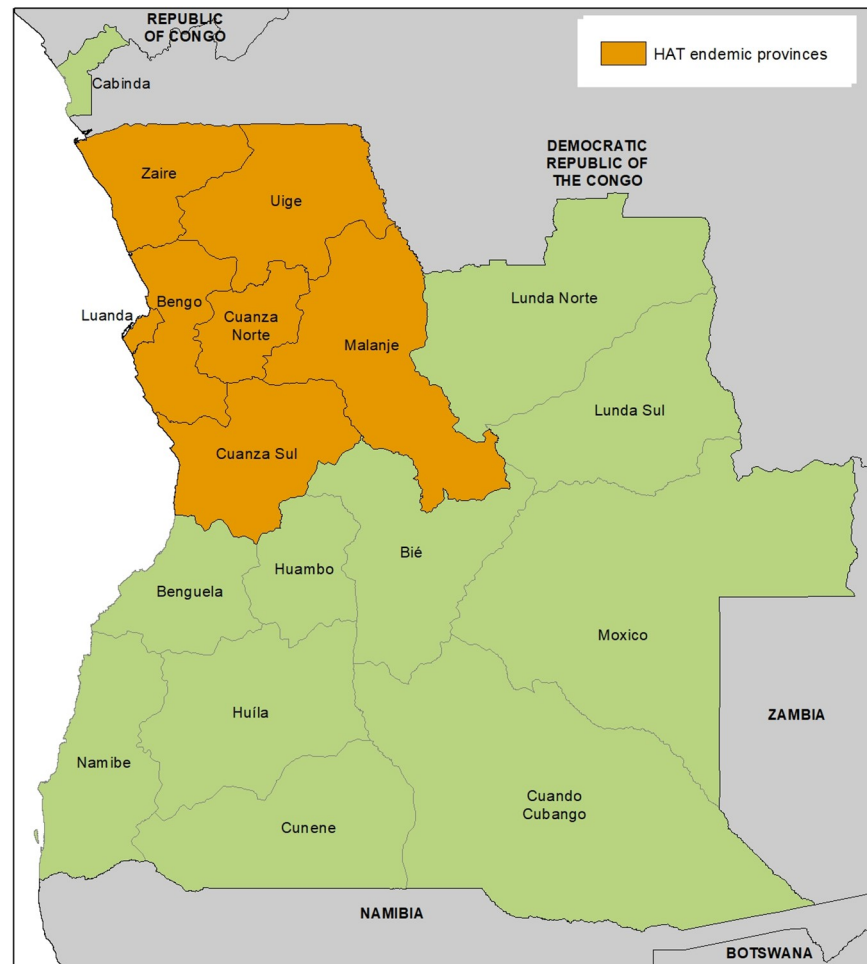 REPUBLIC
OF CONGO
HAT endemic provinces
Cabinda
DEMOCRATIC
REPUBLIC OF
THE CONGO
Zaire
Uige
Lunda Norte
Bengo
Luanda
Cuanza
Norte
Malanje
Lunda Sul
Cuanza Sul
Bié
Huambo
Benguela
Moxico
Huíla
ZAMBIA
Namibe
Cuando
Cubango
Cunene
NAMIBIA
BOTSWANA